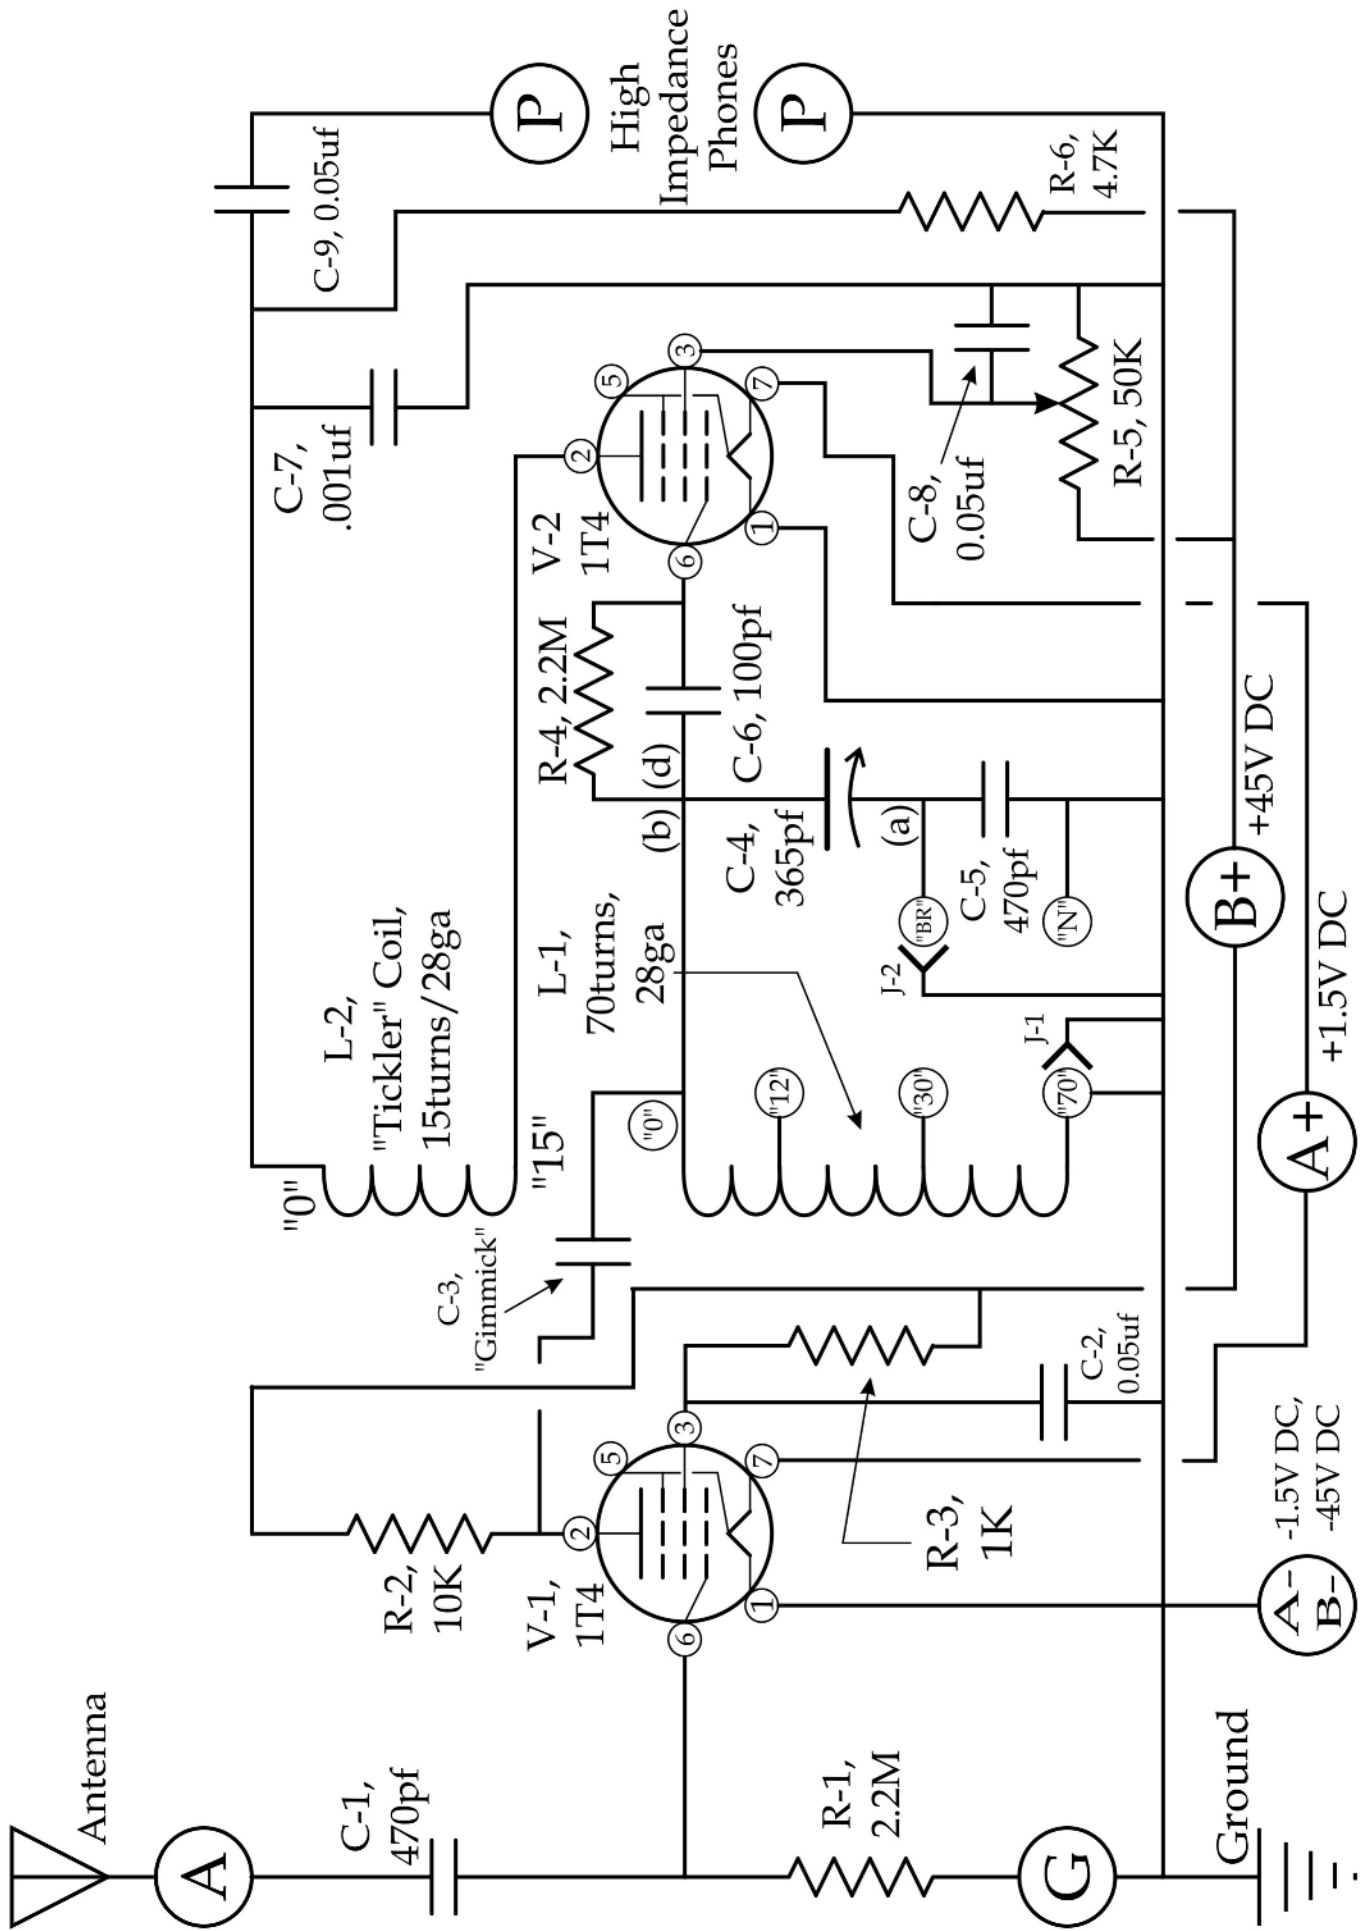 Antenna
A
C-1,
470pf
R-1,
2.2M
G
Ground
R-2,
10K
V-1,
1T4
2
5
3
6
1
7
R-3,
1K
A-
B-
-1.5V DC,
-45V DC
C-2,
0.05uf
C-3,
"Gimmick"
"0"
L-2,
"Tickler" Coil,
15turns/28ga
"15"
"0"
"12"
"30"
"70"
L-1,
70turns,
28ga
J-1
J-2
"BR"
"N"
A+
+1.5V DC
B+
+45V DC
(b)
(d)
(a)
C-4,
365pf
C-5,
470pf
R-4, 2.2M
C-6, 100pf
V-2
1T4
2
5
3
6
1
7
C-7,
.001uf
C-8,
0.05uf
R-5, 50K
C-9, 0.05uf
R-6,
4.7K
P
High
Impedance
Phones
P